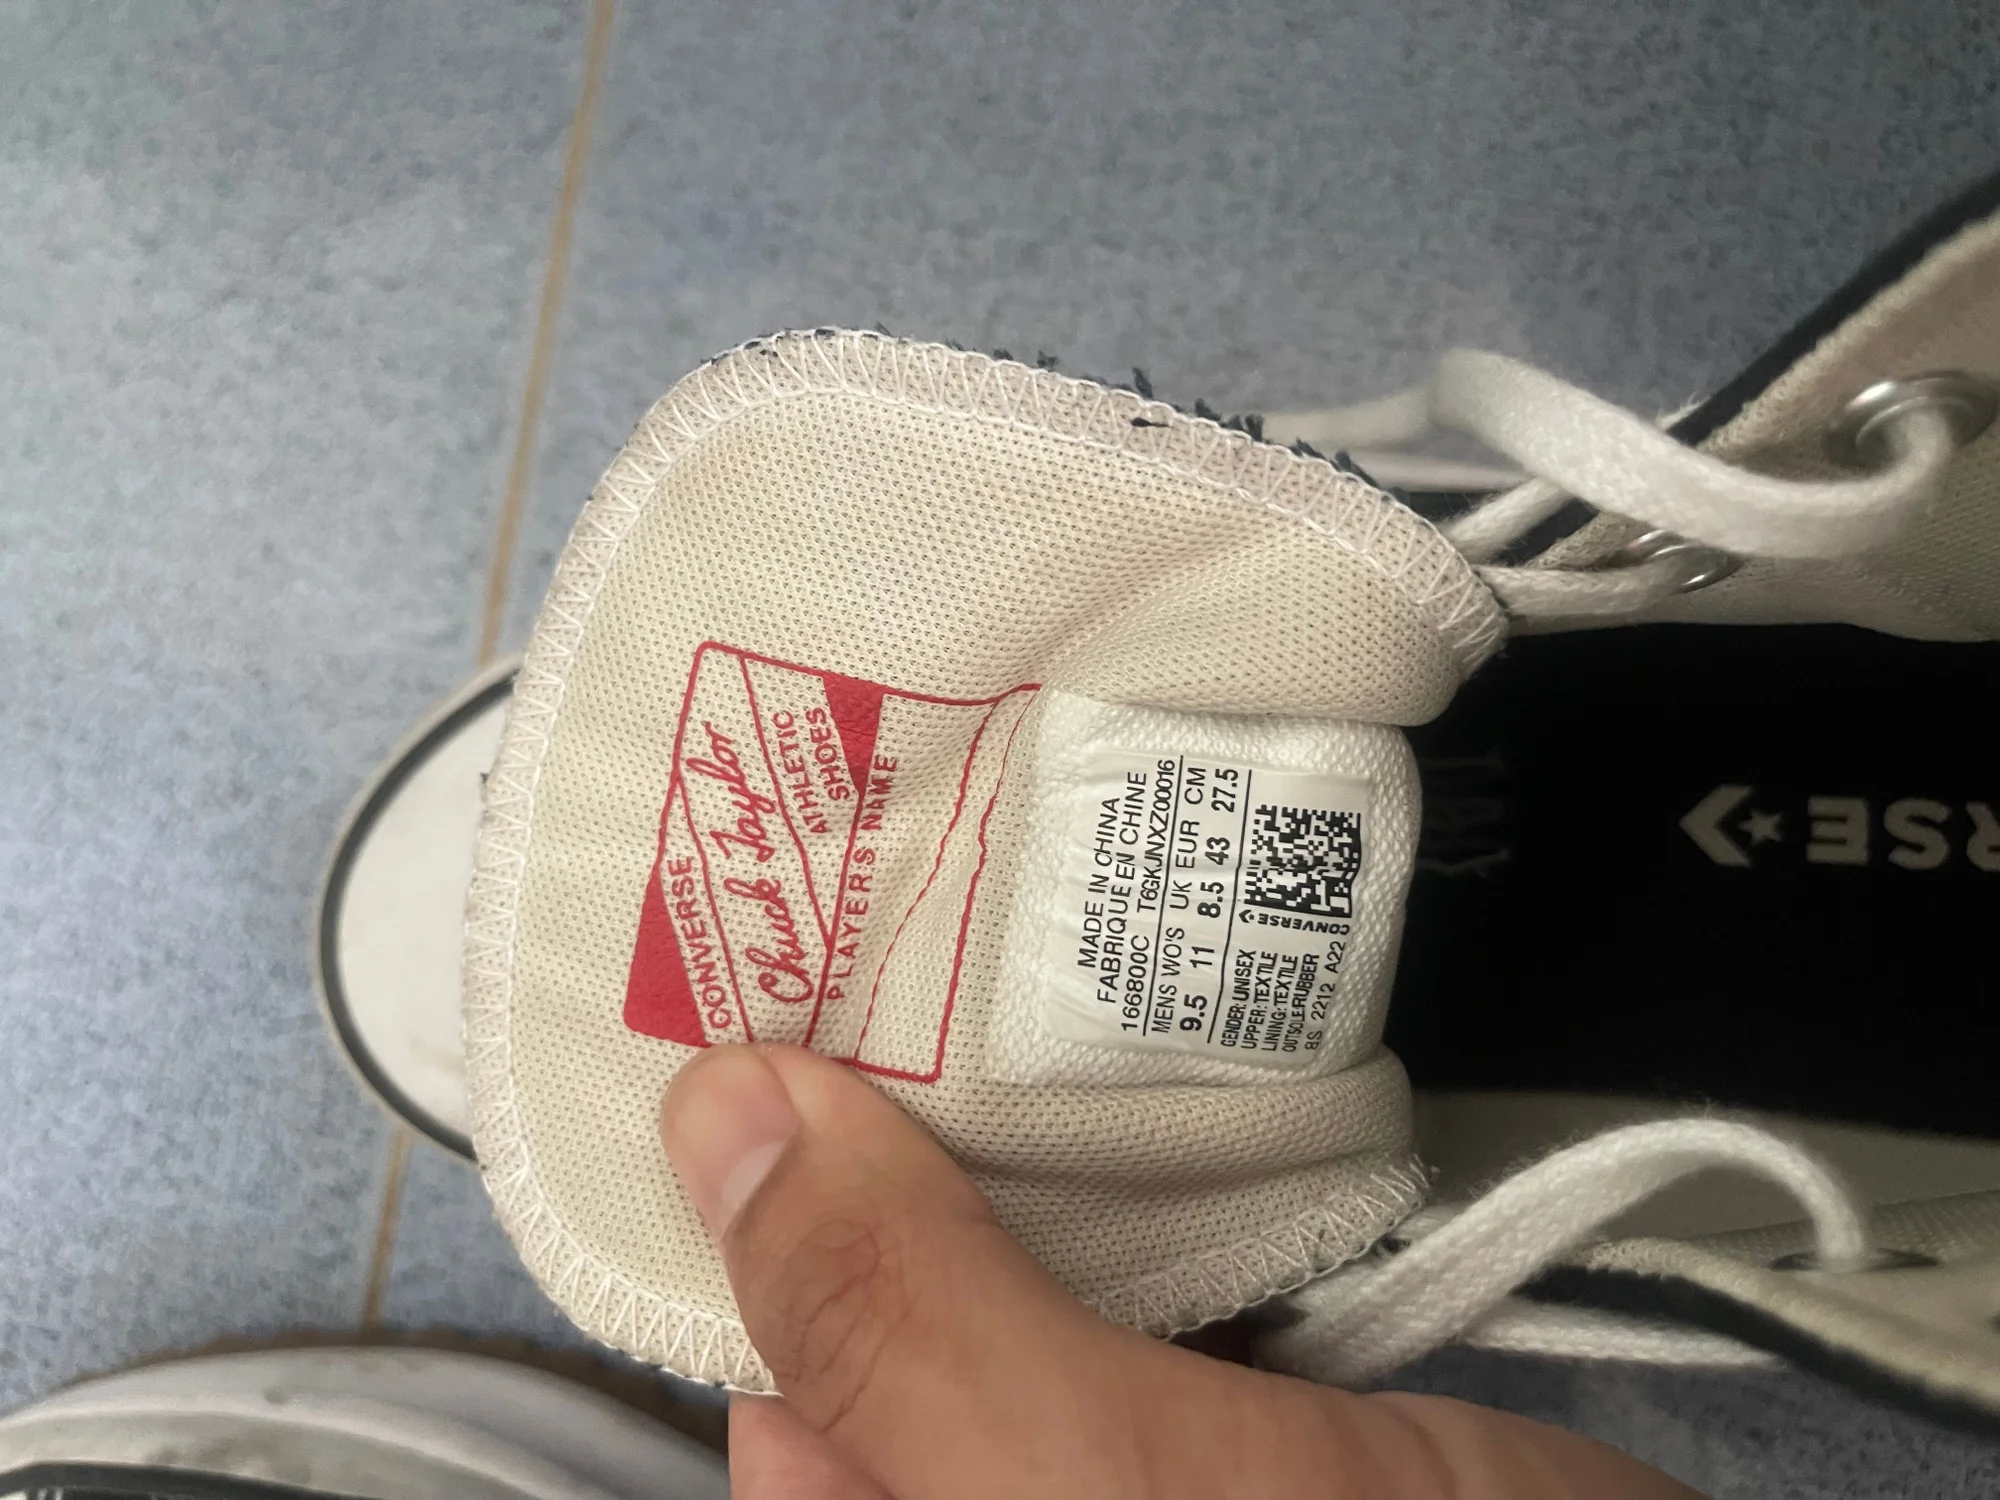 CONVERSE
Chuck Taylor
ATHLETIC
SHOES
PLAYERS NAME
MADE IN CHINA
FABRIQUE EN CHINE
166800C T6GKJNXZ00016
MENS WO'S UK EUR CM
9.5 11 8.5 43 27.5
GENDER: UNISEX
UPPER: TEXTILE
LINING: TEXTILE
OUTSOLE: RUBBER
8S 2212 A22
CONVERSE
RSE